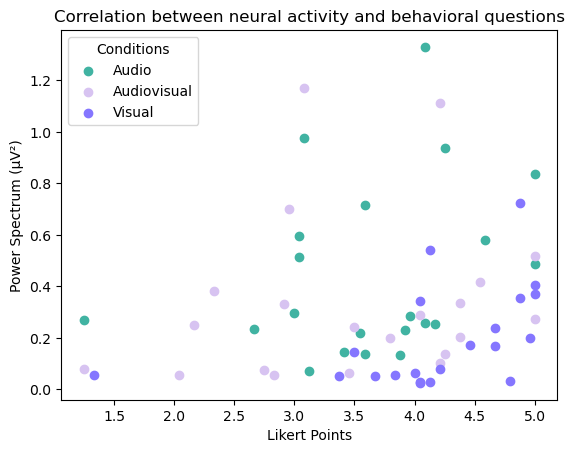 Correlation between neural activity and behavioral questions
Conditions
Audio
Audiovisual
Visual
Power Spectrum (μV²)
1.2
1.0
0.8
0.6
0.4
0.2
0.0
1.5 2.0 2.5 3.0 3.5 4.0 4.5 5.0
Likert Points